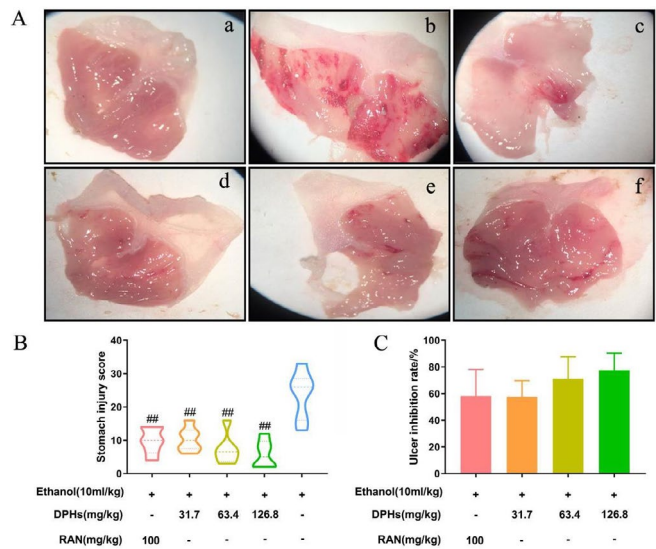 A
a
b
c
d
e
f
B
40
30
20
10
0
Stomach injury score
##
##
##
##
Ethanol(10ml/kg) + + + + +
DPHs(mg/kg) - 31.7 63.4 126.8 -
RAN(mg/kg) 100 - - - -
C
100
80
60
40
20
0
Ulcer inhibition rate/%
Ethanol(10ml/kg) + + + +
DPHs(mg/kg) - 31.7 63.4 126.8
RAN(mg/kg) 100 - - -